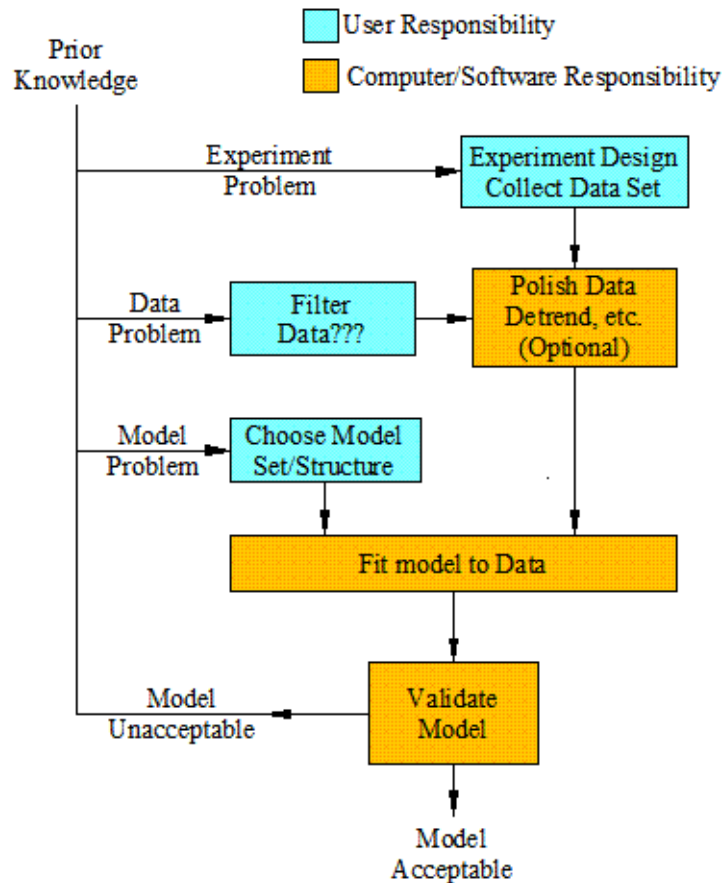 User Responsibility
Computer/Software Responsibility
Prior
Knowledge
Experiment
Problem
Experiment Design
Collect Data Set
Data
Problem
Filter
Data???
Polish Data
Detrend, etc.
(Optional)
Model
Problem
Choose Model
Set/Structure
Fit model to Data
Model
Unacceptable
Validate
Model
Model
Acceptable